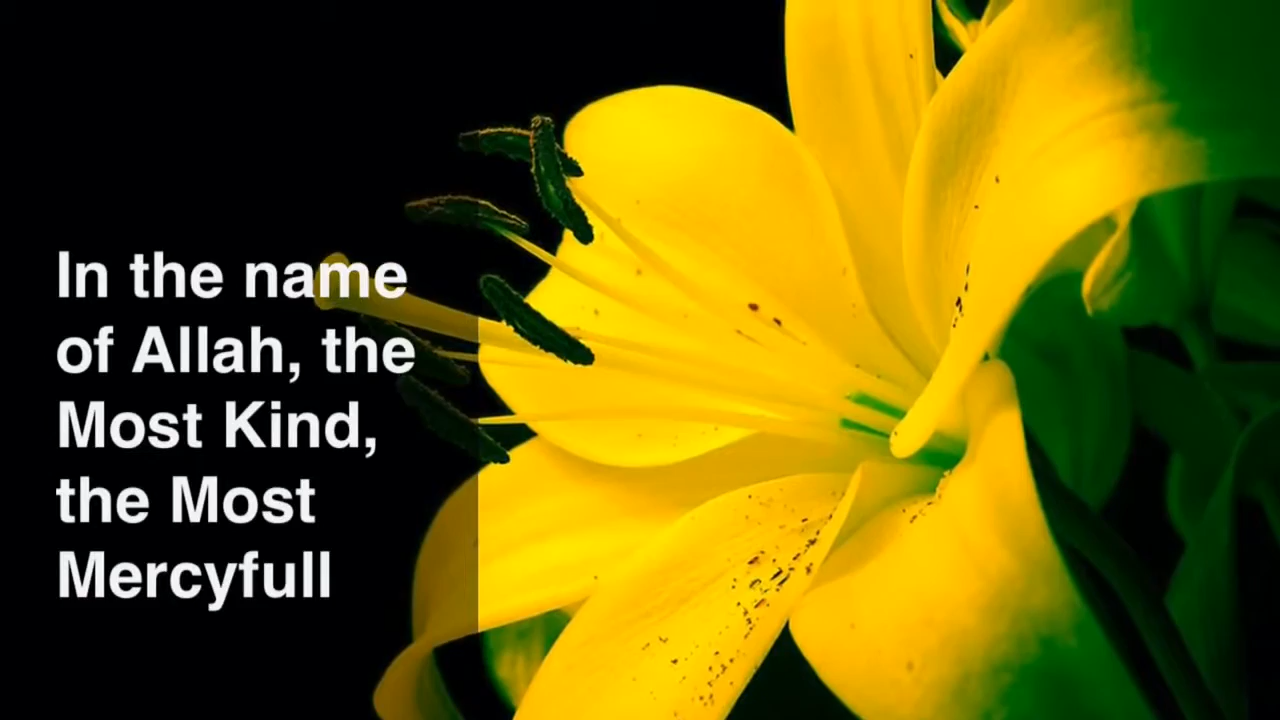 In the name
of Allah, the
Most Kind,
the Most
Mercyfull